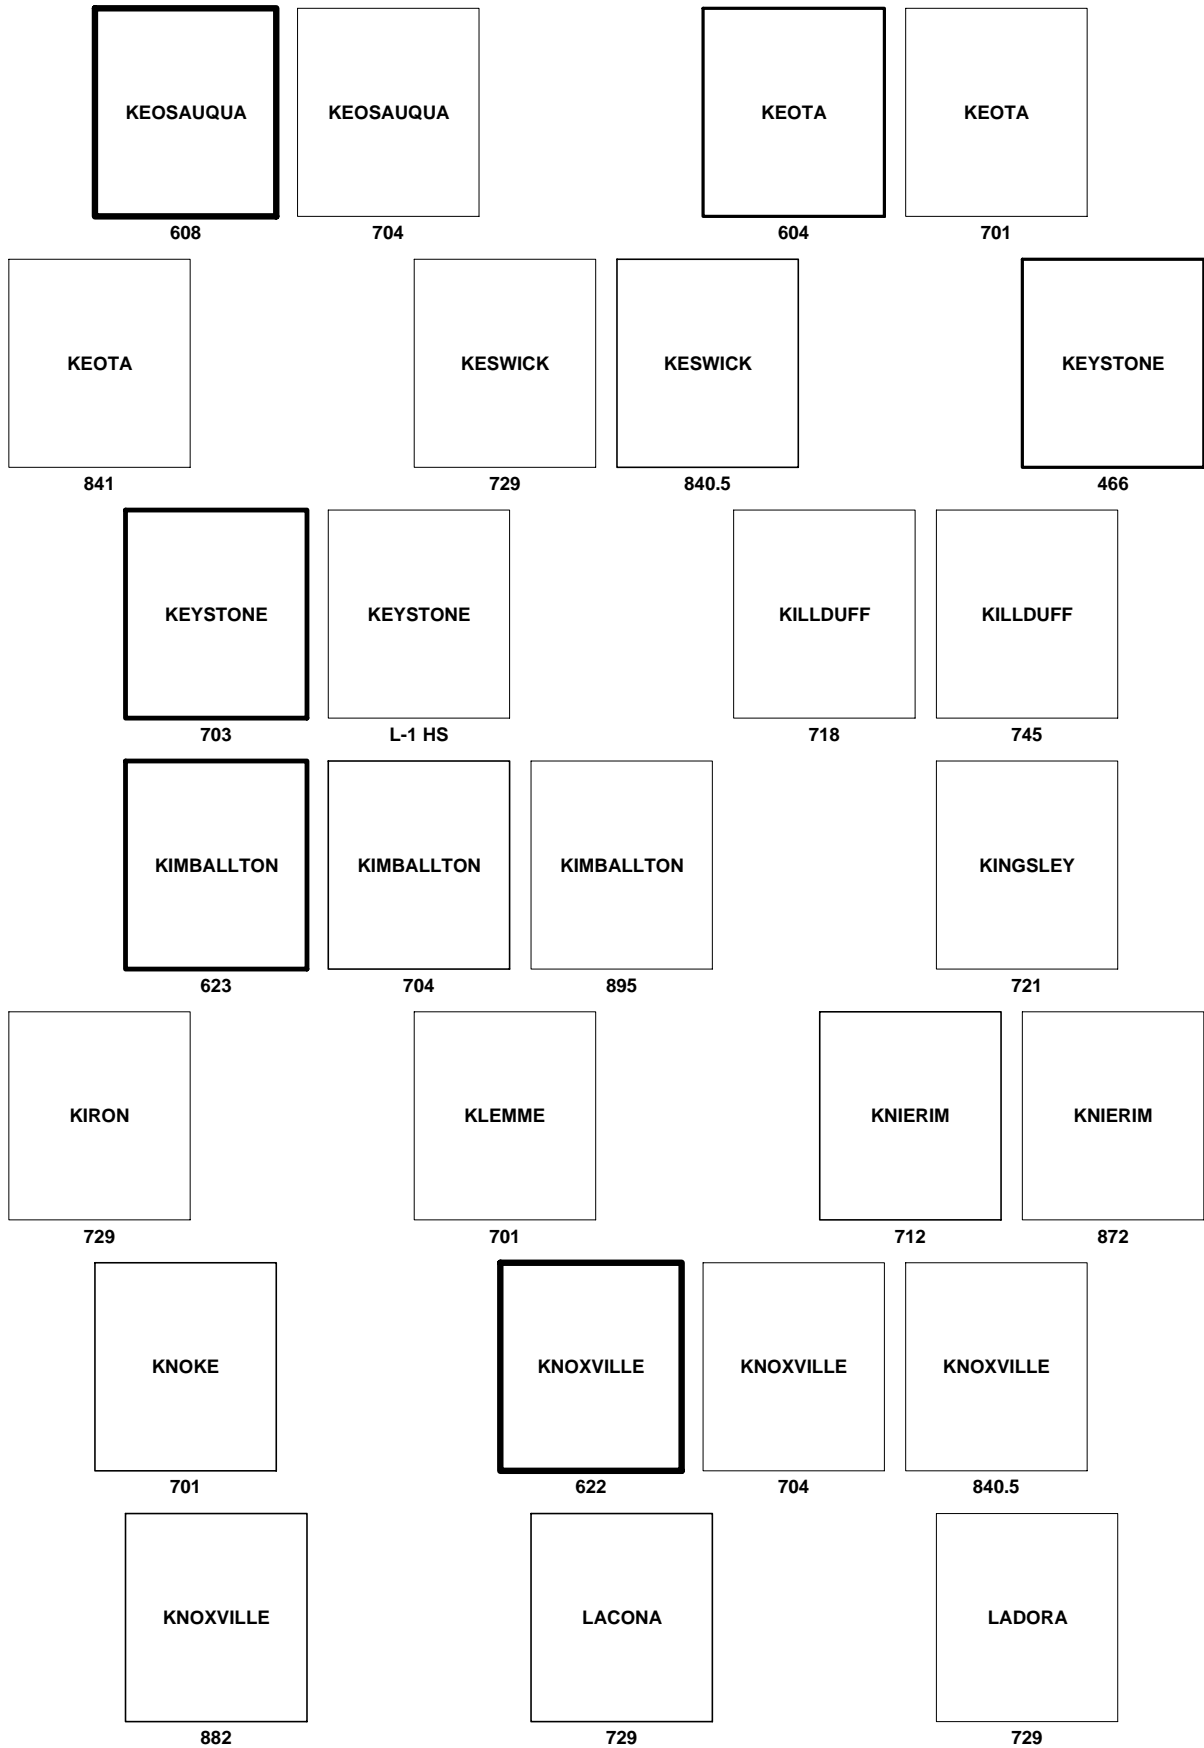 KEOSAUQUA KEOSAUQUA KEOTA KEOTA
608 704 604 701
KEOTA KESWICK KESWICK KEYSTONE
841 729 840.5 466
KEYSTONE KEYSTONE KILLDUFF KILLDUFF
703 L-1 HS 718 745
KIMBALLTON KIMBALLTON KIMBALLTON KINGSLEY
623 704 895 721
KIRON KLEMME KNIERIM KNIERIM
729 701 712 872
KNOKE KNOXVILLE KNOXVILLE KNOXVILLE
701 622 704 840.5
KNOXVILLE LACONA LADORA
882 729 729